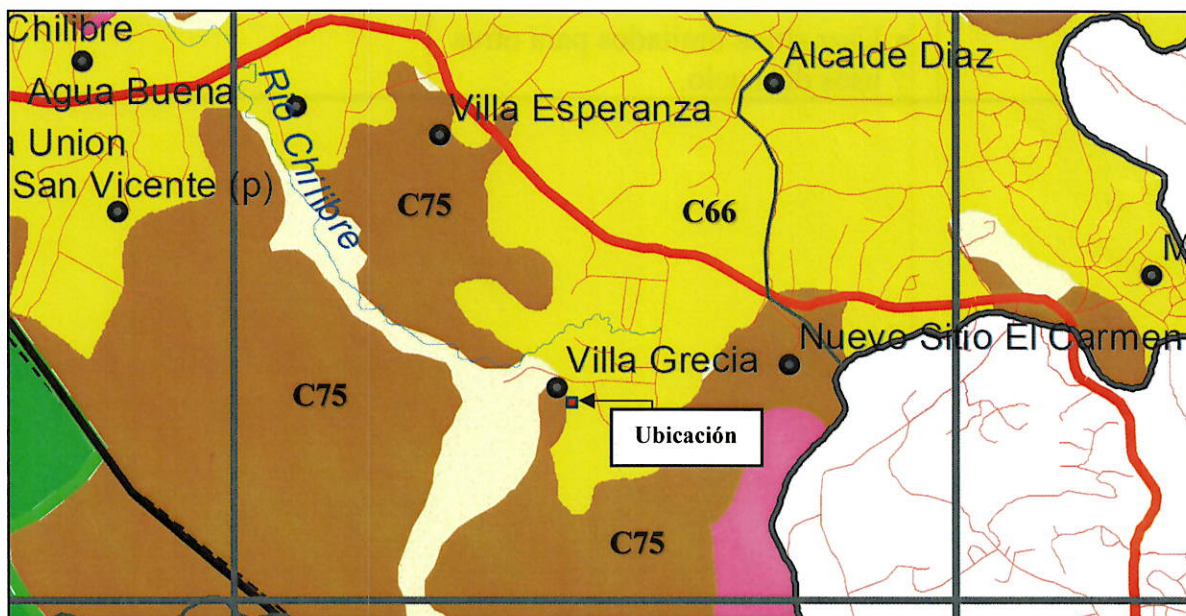 Chilibre
Alcalde Diaz
Agua Buena
Villa Esperanza
Union
San Vicente (p)
Río Chilibre
C75
C66
Nuevo Sitio El Carmen
Villa Grecia
C75
Ubicación
C75